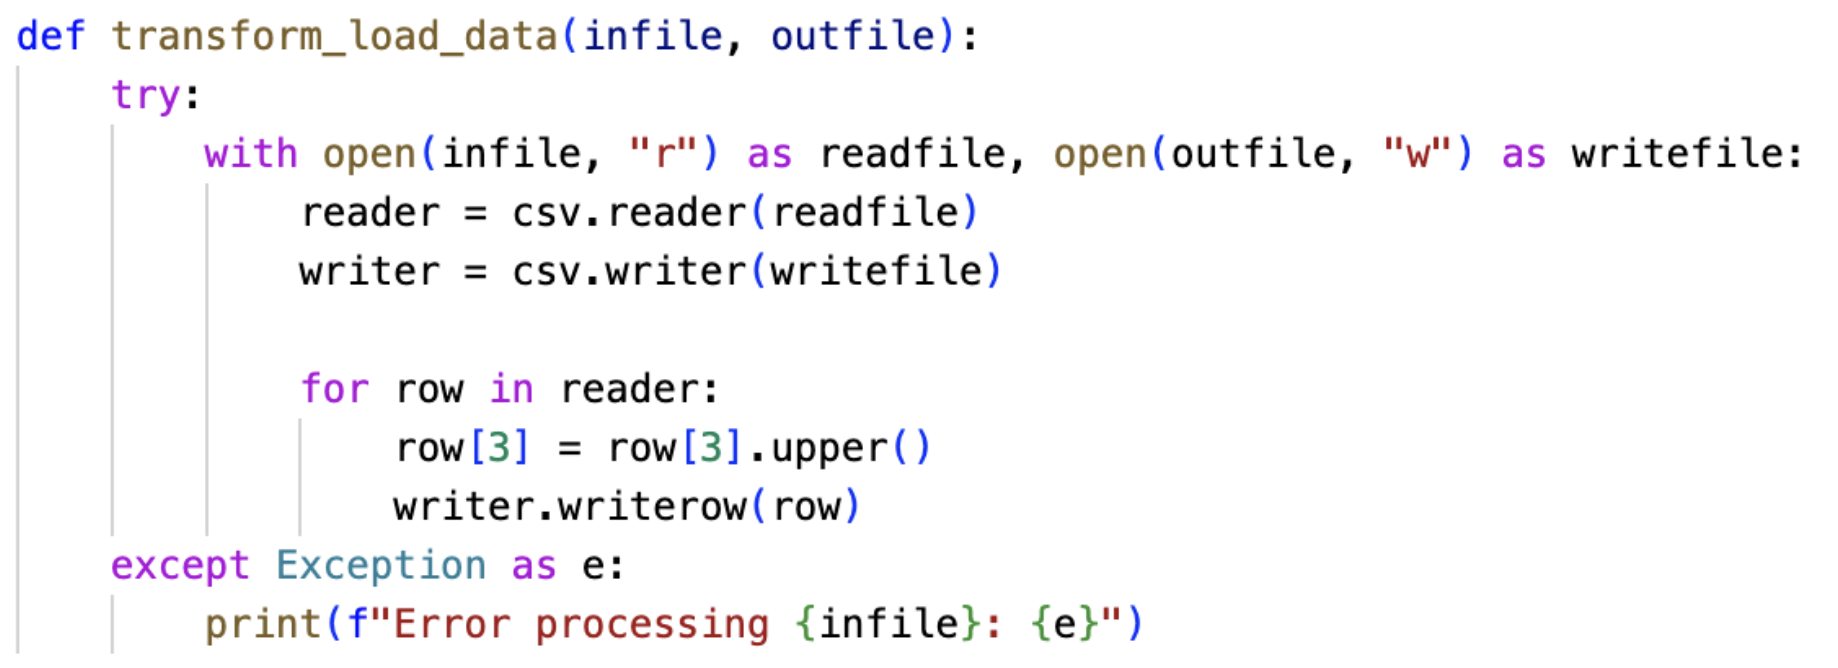 def transform_load_data(infile, outfile):
    try:
        with open(infile, "r") as readfile, open(outfile, "w") as writefile:
            reader = csv.reader(readfile)
            writer = csv.writer(writefile)

            for row in reader:
                row[3] = row[3].upper()
                writer.writerow(row)
    except Exception as e:
        print(f"Error processing {infile}: {e}")